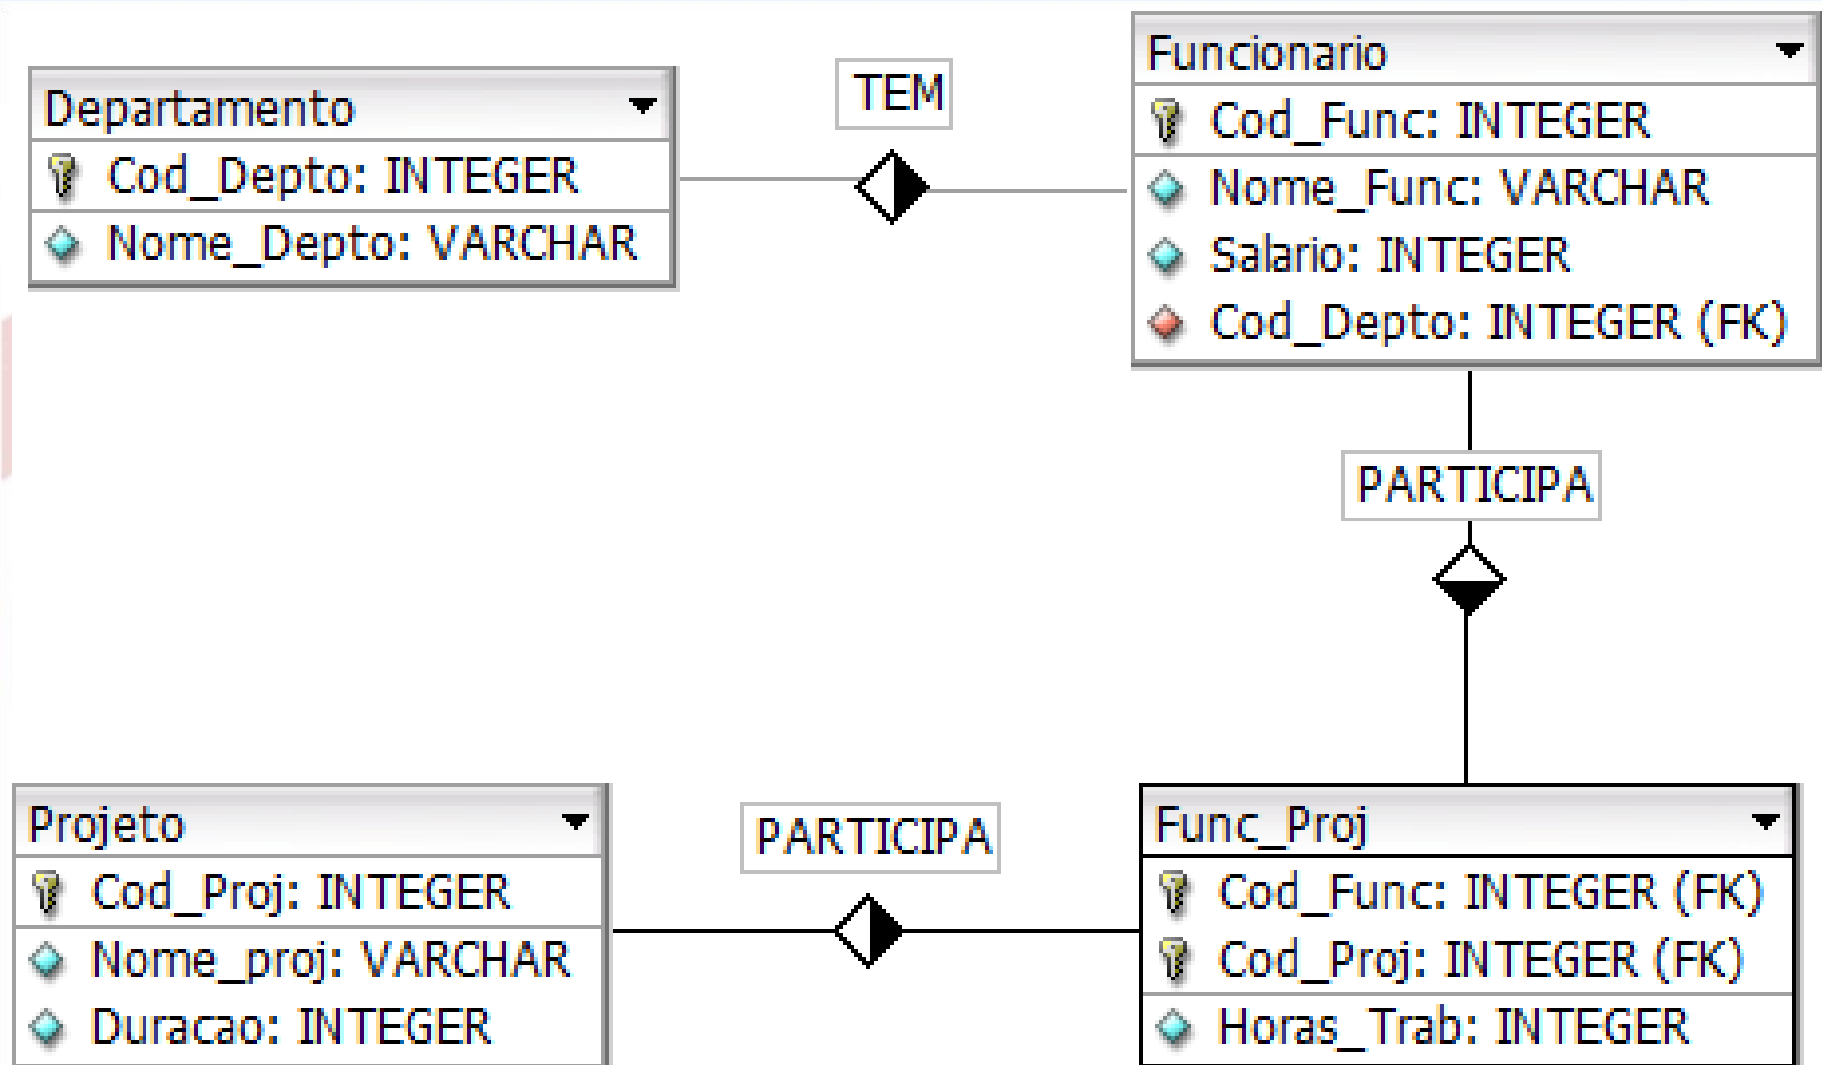 Departamento
Cod_Depto: INTEGER
Nome_Depto: VARCHAR
TEM
Funcionario
Cod_Func: INTEGER
Nome_Func: VARCHAR
Salario: INTEGER
Cod_Depto: INTEGER (FK)
PARTICIPA
Projeto
Cod_Proj: INTEGER
Nome_proj: VARCHAR
Duracao: INTEGER
PARTICIPA
Func_Proj
Cod_Func: INTEGER (FK)
Cod_Proj: INTEGER (FK)
Horas_Trab: INTEGER